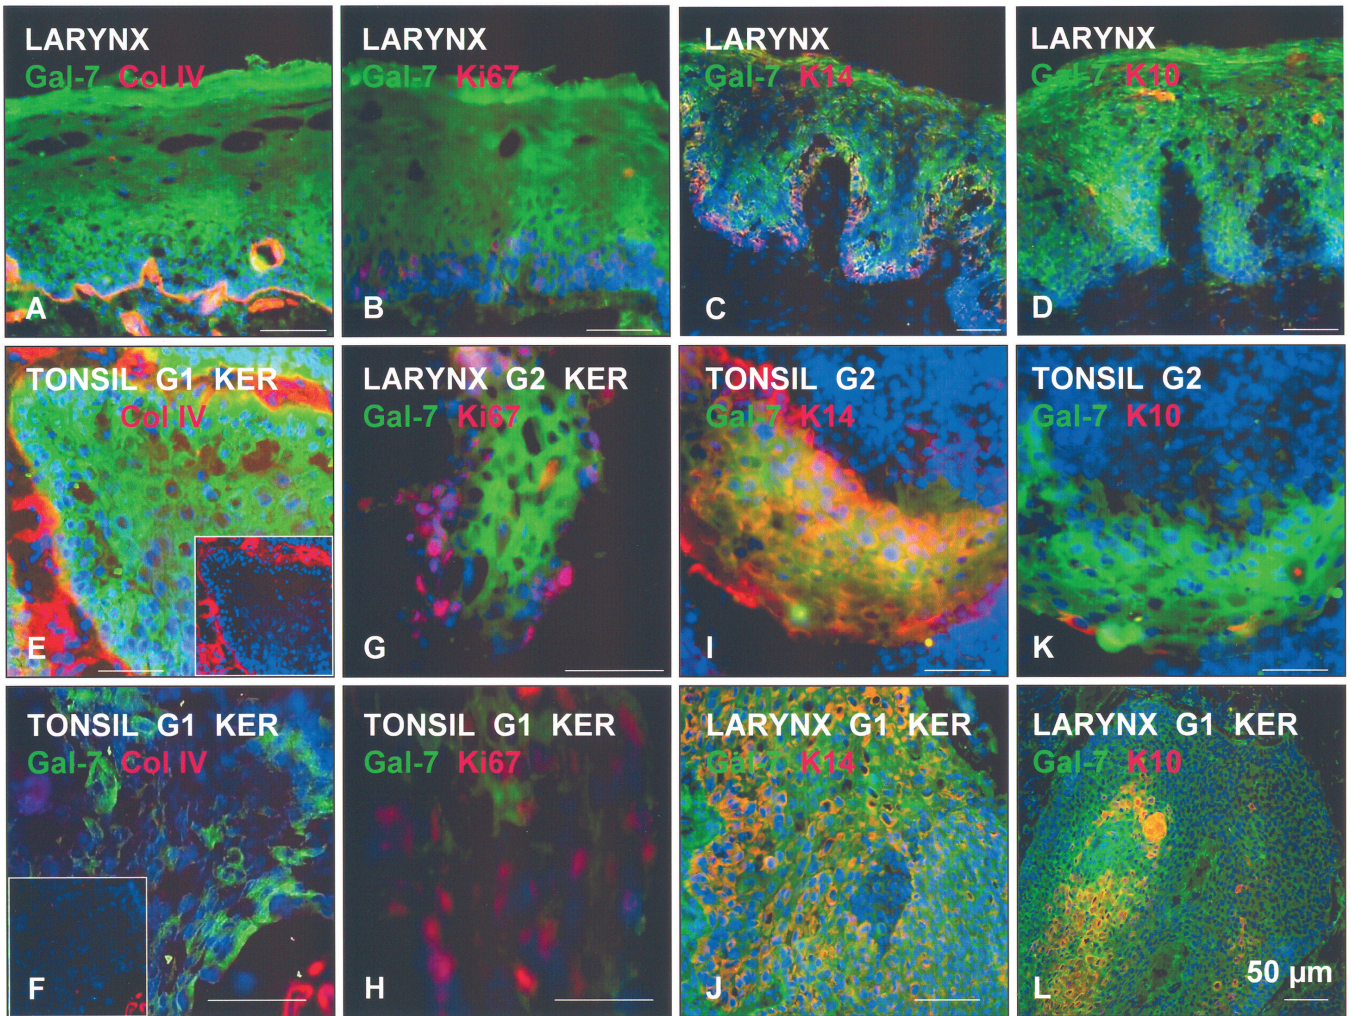 LARYNX
Gal-7 Col IV
A
LARYNX
Gal-7 Ki67
B
LARYNX
Gal-7 K14
C
LARYNX
Gal-7 K10
D
TONSIL G1 KER
Col IV
E
LARYNX G2 KER
Gal-7 Ki67
G
TONSIL G2
Gal-7 K14
I
TONSIL G2
Gal-7 K10
K
TONSIL G1 KER
Gal-7 Col IV
F
TONSIL G1 KER
Gal-7 Ki67
H
LARYNX G1 KER
Gal-7 K14
J
LARYNX G1 KER
Gal-7 K10
50 µm
L